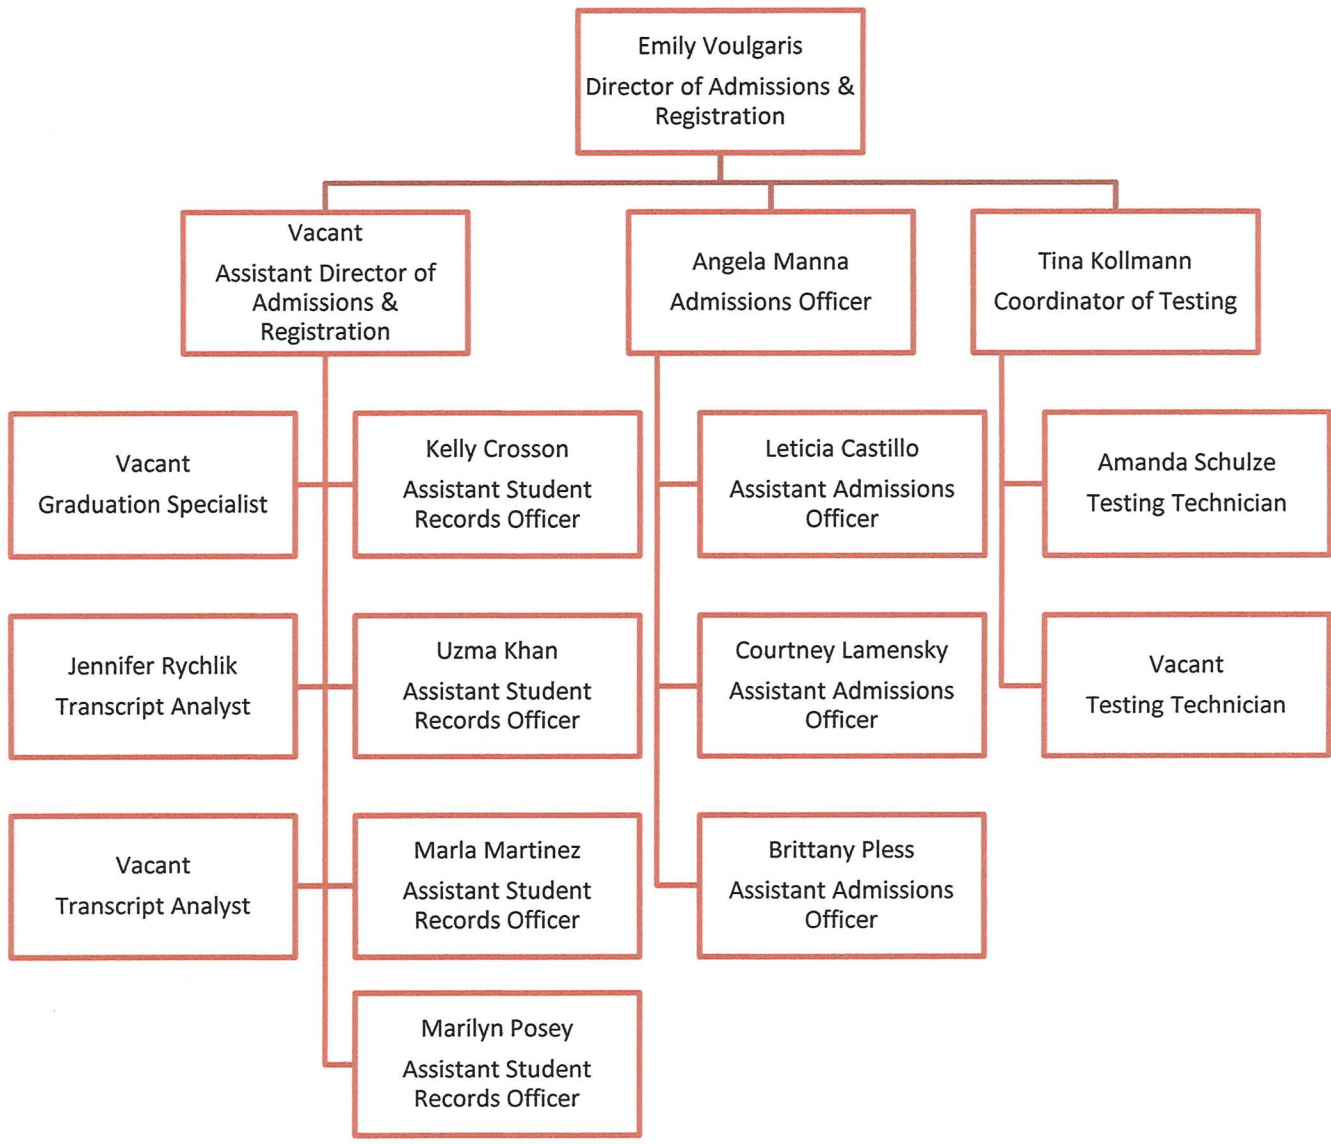 Emily Voulgaris
Director of Admissions &
Registration
Vacant
Assistant Director of
Admissions &
Registration
Angela Manna
Admissions Officer
Tina Kollmann
Coordinator of Testing
Vacant
Graduation Specialist
Kelly Crosson
Assistant Student
Records Officer
Leticia Castillo
Assistant Admissions
Officer
Amanda Schulze
Testing Technician
Jennifer Rychlik
Transcript Analyst
Uzma Khan
Assistant Student
Records Officer
Courtney Lamensky
Assistant Admissions
Officer
Vacant
Testing Technician
Vacant
Transcript Analyst
Marla Martinez
Assistant Student
Records Officer
Brittany Pless
Assistant Admissions
Officer
Marilyn Posey
Assistant Student
Records Officer